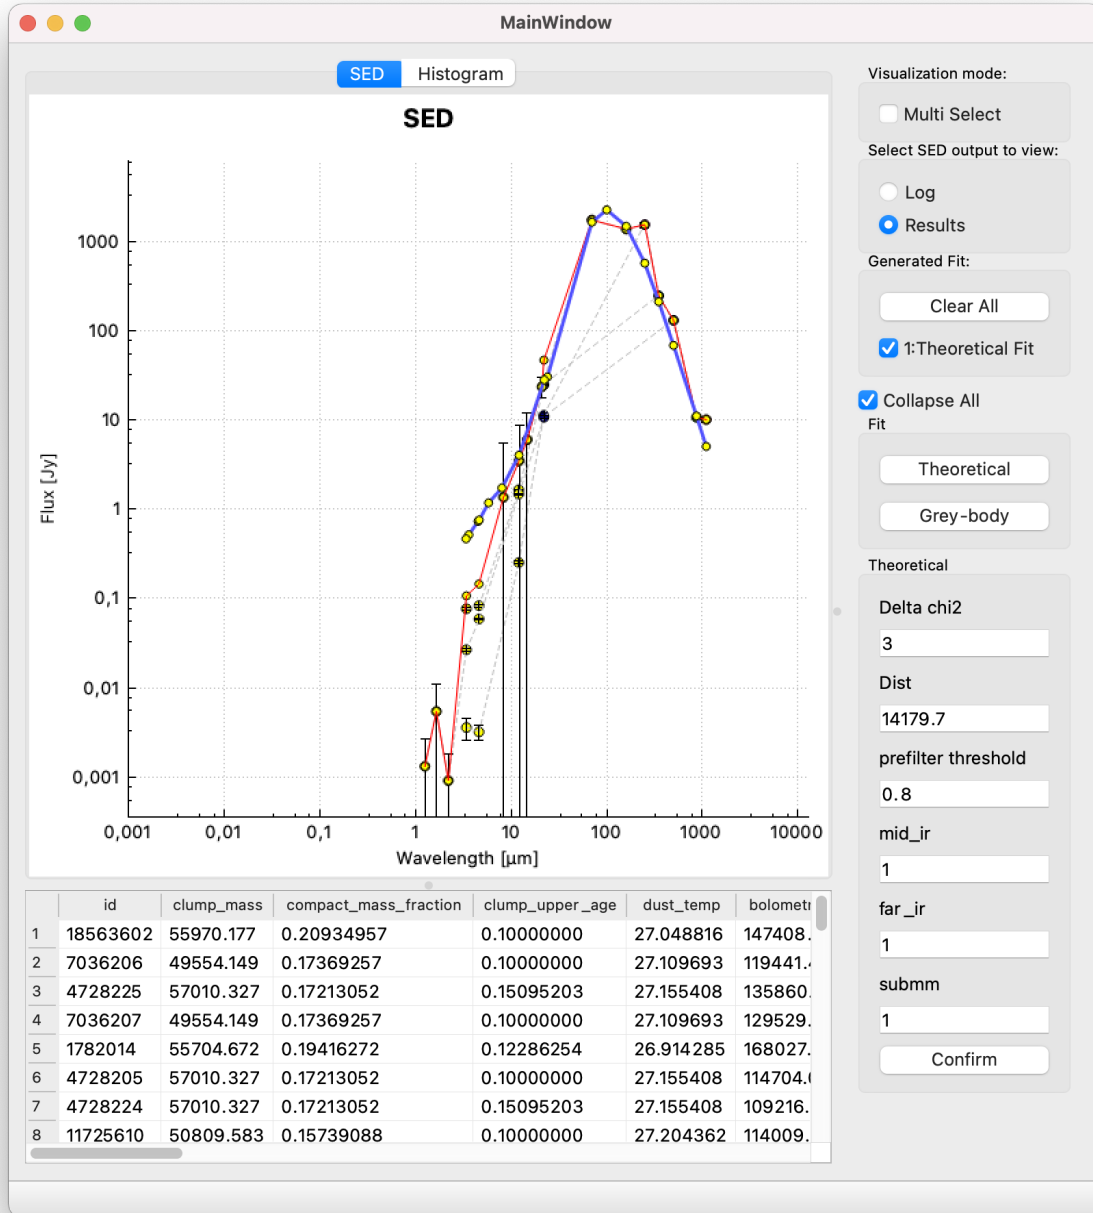 MainWindow
SED Histogram
SED
1000
100
10
1
0,1
0,01
0,001
Flux [Jy]
0,001 0,01 0,1 1 10 100 1000 10000
Wavelength [µm]
id clump_mass compact_mass_fraction clump_upper_age dust_temp bolometr
1 18563602 55970.177 0.20934957 0.10000000 27.048816 147408.
2 7036206 49554.149 0.17369257 0.10000000 27.109693 119441.
3 4728225 57010.327 0.17213052 0.15095203 27.155408 135860.
4 7036207 49554.149 0.17369257 0.10000000 27.109693 129529.
5 1782014 55704.672 0.19416272 0.12286254 26.914285 168027.
6 4728205 57010.327 0.17213052 0.10000000 27.155408 114704.
7 4728224 57010.327 0.17213052 0.15095203 27.155408 109216.
8 11725610 50809.583 0.15739088 0.10000000 27.204362 114009.
Visualization mode:
Multi Select
Select SED output to view:
Log
Results
Generated Fit:
Clear All
1:Theoretical Fit
Collapse All
Fit
Theoretical
Grey-body
Theoretical
Delta chi2
3
Dist
14179.7
prefilter threshold
0.8
mid_ir
1
far_ir
1
submm
1
Confirm